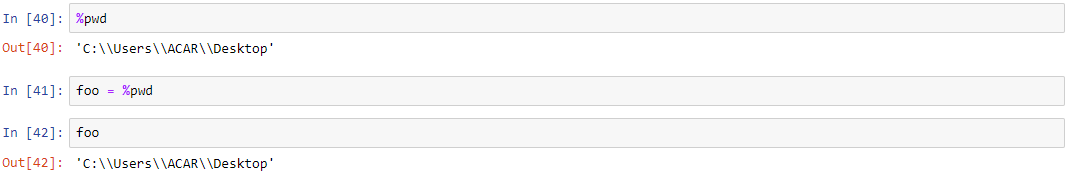 In [40]: %pwd
Out[40]: 'C:\\Users\\ACAR\\Desktop'
In [41]: foo = %pwd
In [42]: foo
Out[42]: 'C:\\Users\\ACAR\\Desktop'